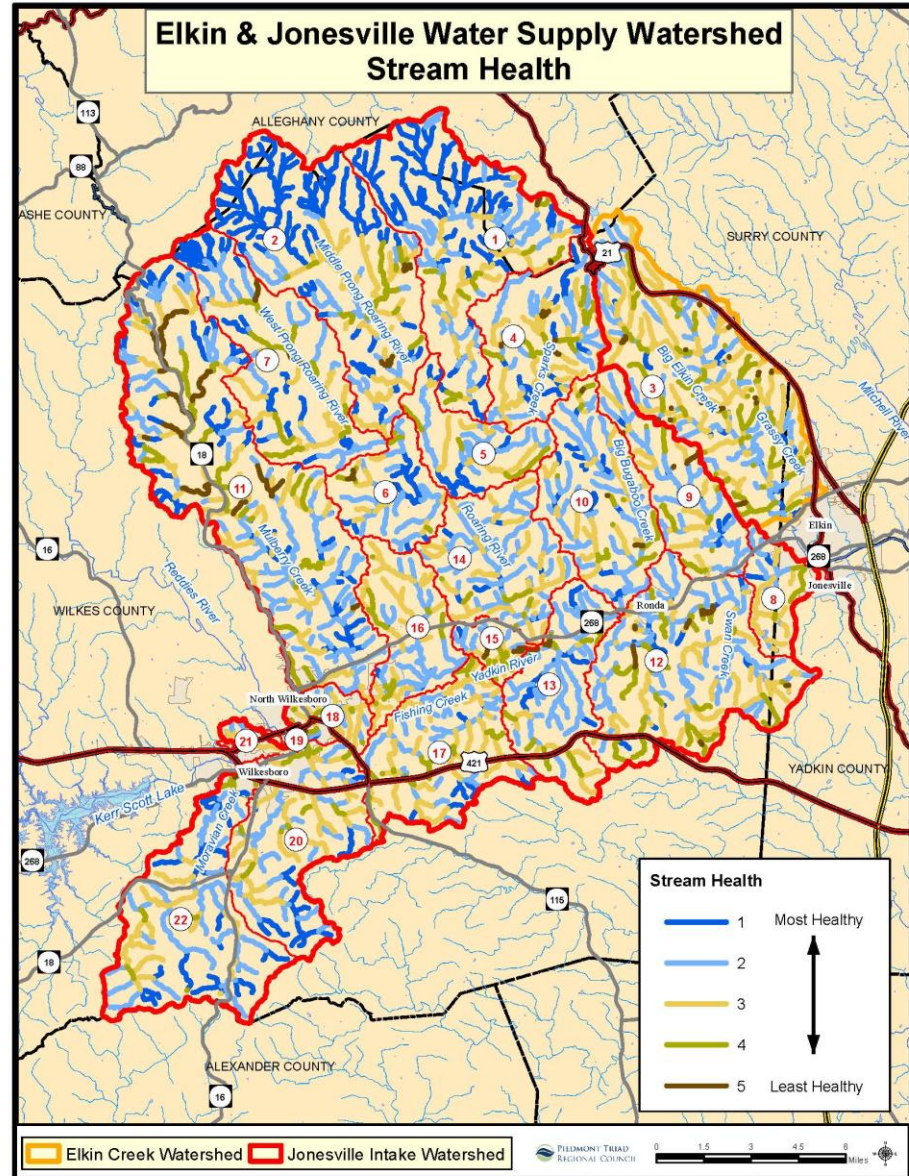 Elkin & Jonesville Water Supply Watershed
Stream Health
113
ALLEGHANY COUNTY
88
ASHE COUNTY
SURRY COUNTY
2
1
21
Middle Prong Roaring River
West Prong Roaring River
7
4
Sparks Creek
3
Big Elkin Creek
Mitchell River
Grassy Creek
18
5
Big Bugaboo Creek
11
6
10
9
Roaring River
Mulberry Creek
Elkin
16
14
268
Jonesville
Reddies River
WILKES COUNTY
Ronda
8
16
15
268
Swan Creek
12
Yadkin River
13
North Wilkesboro
Fishing Creek
18
21
19
17
421
Wilkesboro
YADKIN COUNTY
Kerr Scott Lake
Moravian Creek
20
268
Stream Health
115
1
Most Healthy
22
2
18
3
4
ALEXANDER COUNTY
5
Least Healthy
16
Elkin Creek Watershed
Jonesville Intake Watershed
PIEDMONT TRIAD
REGIONAL COUNCIL
0 1.5 3 4.5 6
Miles